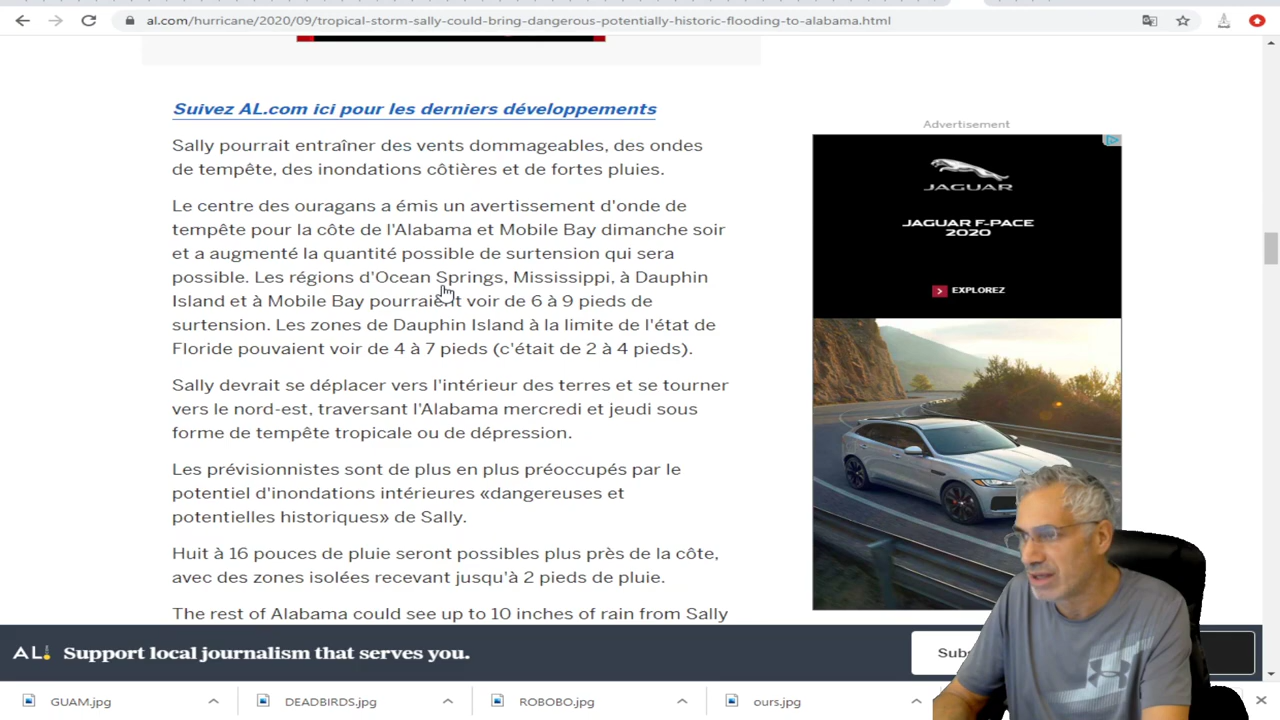 al.com/hurricane/2020/09/tropical-storm-sally-could-bring-dangerous-potentially-historic-flooding-to-alabama.html
Suivez AL.com ici pour les derniers développements
Sally pourrait entraîner des vents dommageables, des ondes
de tempête, des inondations côtières et de fortes pluies.
Le centre des ouragans a émis un avertissement d'onde de
tempête pour la côte de l'Alabama et Mobile Bay dimanche soir
et a augmenté la quantité possible de surtension qui sera
possible. Les régions d'Ocean Springs, Mississippi, à Dauphin
Island et à Mobile Bay pourraient voir de 6 à 9 pieds de
surtension. Les zones de Dauphin Island à la limite de l'état de
Floride pouvaient voir de 4 à 7 pieds (c'était de 2 à 4 pieds).
Sally devrait se déplacer vers l'intérieur des terres et se tourner
vers le nord-est, traversant l'Alabama mercredi et jeudi sous
forme de tempête tropicale ou de dépression.
Les prévisionnistes sont de plus en plus préoccupés par le
potentiel d'inondations intérieures «dangereuses et
potentielles historiques» de Sally.
Huit à 16 pouces de pluie seront possibles plus près de la côte,
avec des zones isolées recevant jusqu'à 2 pieds de pluie.
The rest of Alabama could see up to 10 inches of rain from Sally
Advertisement
JAGUAR
JAGUAR F-PACE
2020
EXPLOREZ
AL. Support local journalism that serves you.
GUAM.jpg
DEADBIRDS.jpg
ROBOBO.jpg
ours.jpg